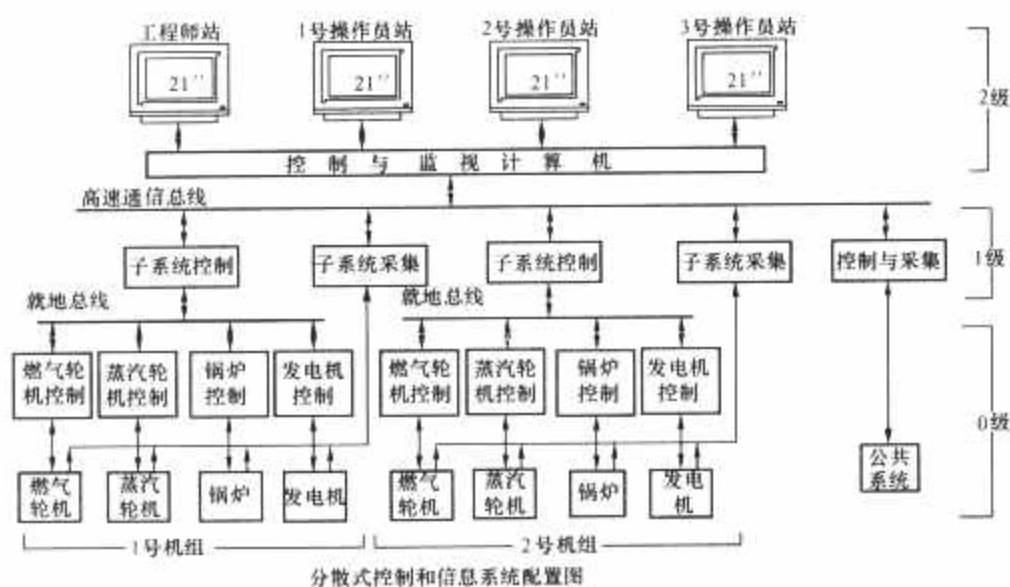 工程师站 1号操作员站 2号操作员站 3号操作员站
21'' 21'' 21'' 21''
2级
控制与监视计算机
高速通信总线
子系统控制 子系统采集 子系统控制 子系统采集 控制与采集
1级
就地总线 就地总线
燃气轮 蒸汽轮 锅炉 发电机 燃气轮 蒸汽轮 锅炉 发电机
机控制 机控制 控制 控制 机控制 机控制 控制 控制
0级
燃气 蒸汽 锅炉 发电机 燃气 蒸汽 锅炉 发电 公共
轮机 轮机 轮机 轮机 机 系统
1号机组 2号机组
分散式控制和信息系统配置图